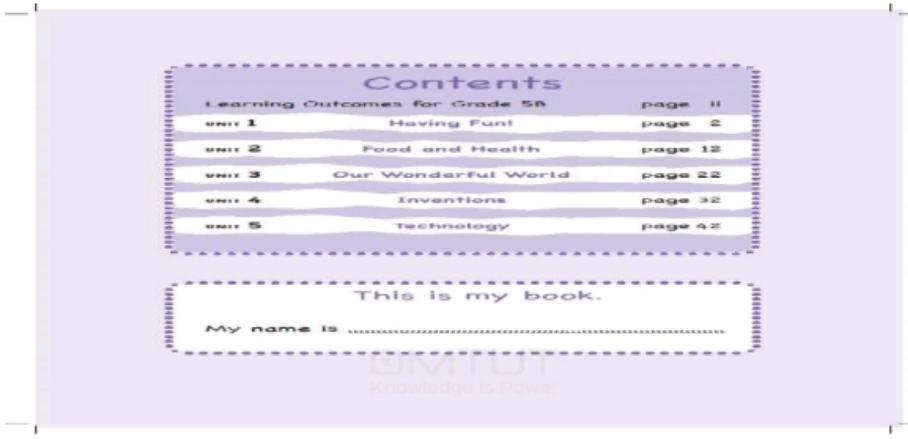 Contents
Learning Outcomes for Grade 5A page ii
UNIT 1 Having Fun! page 2
UNIT 2 Food and Health page 12
UNIT 3 Our Wonderful World page 22
UNIT 4 Inventions page 32
UNIT 5 Technology page 42
This is my book.
My name is ............................................................
OMTUT
Knowledge is Power